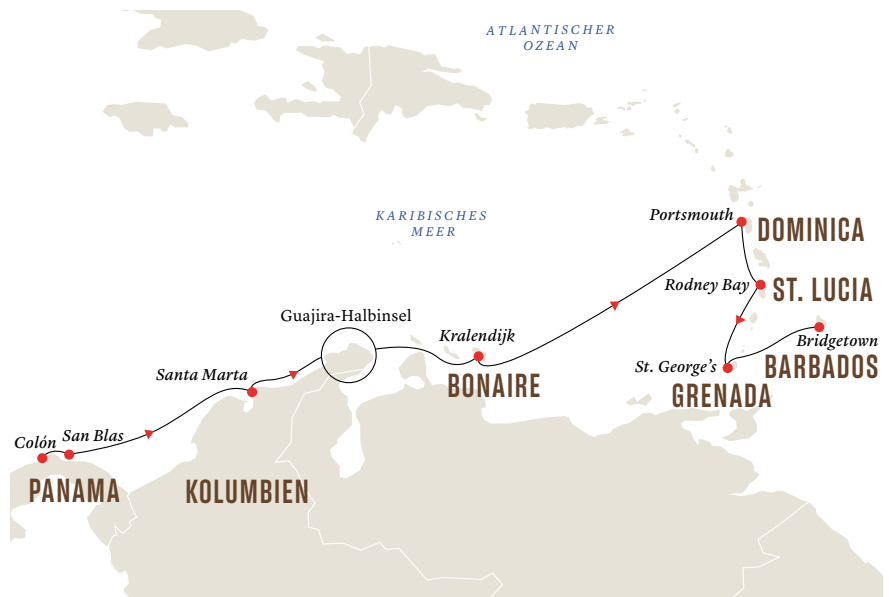 ATLANTISCHER
OZEAN
KARIBISCHES
MEER
Portsmouth
DOMINICA
Rodney Bay
ST. LUCIA
Guajira-Halbinsel
Kralendijk
Bridgetown
BARBADOS
St. George’s
GRENADA
BONAIRE
Santa Marta
Colón
San Blas
PANAMA
KOLUMBIEN